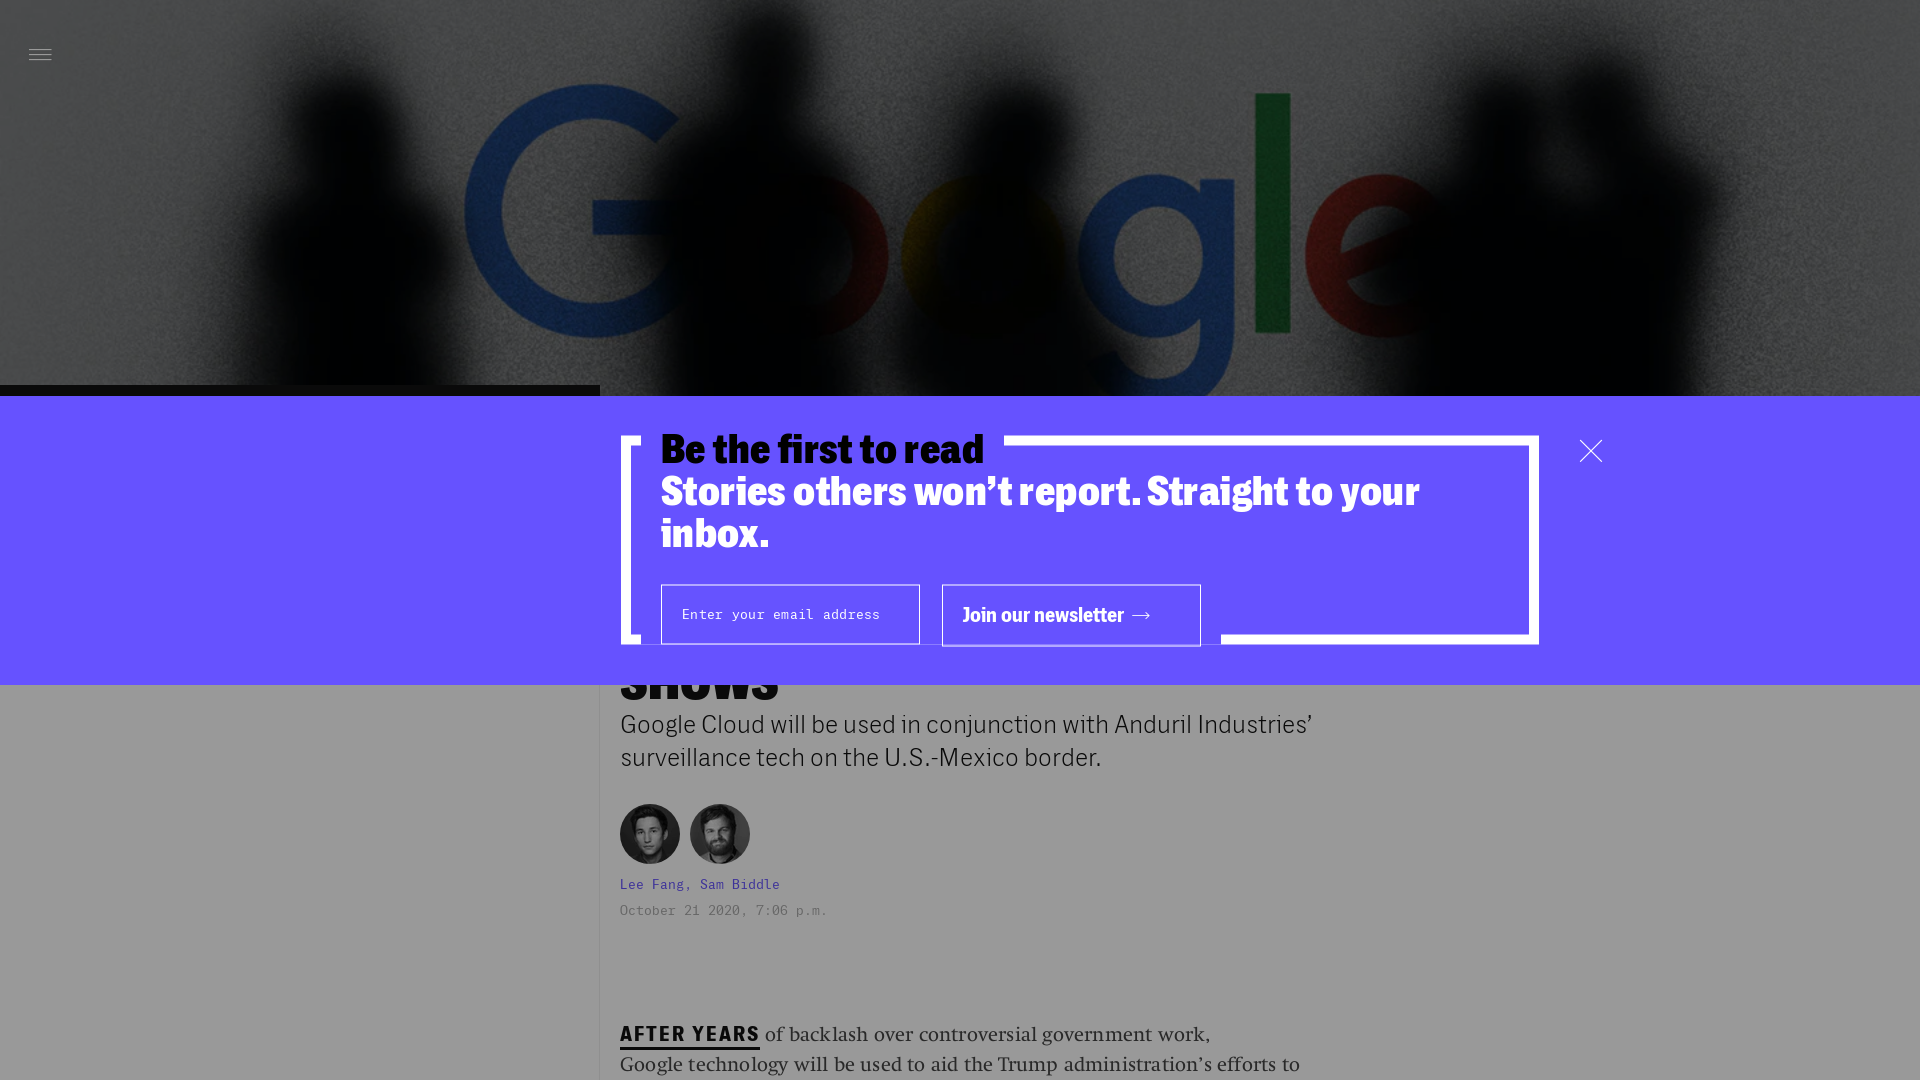 Google
Be the first to read
Stories others won’t report. Straight to your
inbox.
Enter your email address
Join our newsletter →
Shows
Google Cloud will be used in conjunction with Anduril Industries’
surveillance tech on the U.S.-Mexico border.
Lee Fang, Sam Biddle
October 21 2020, 7:06 p.m.
AFTER YEARS of backlash over controversial government work,
Google technology will be used to aid the Trump administration’s efforts to